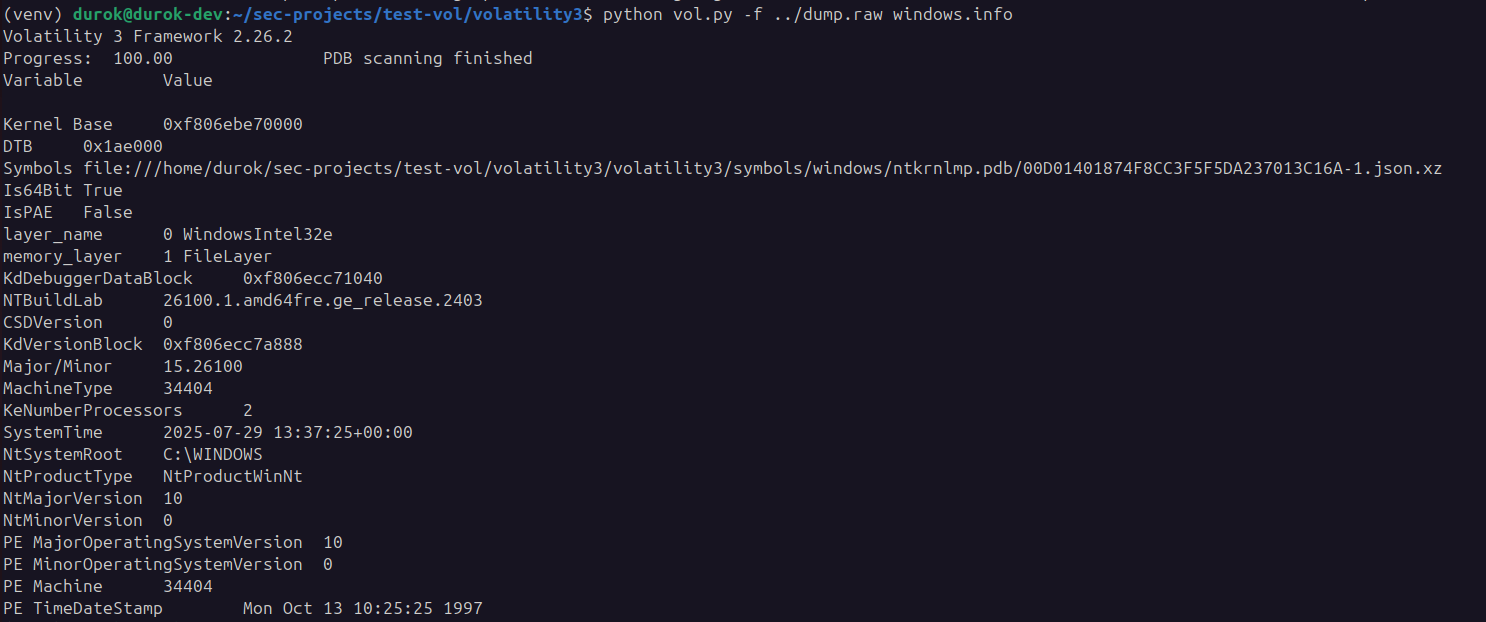 (venv) durok@durok-dev:~/sec-projects/test-vol/volatility3$ python vol.py -f ../dump.raw windows.info
Volatility 3 Framework 2.26.2
Progress:  100.00               PDB scanning finished
Variable        Value

Kernel Base     0xf806ebe70000
DTB     0x1ae000
Symbols file:///home/durok/sec-projects/test-vol/volatility3/volatility3/symbols/windows/ntkrnlmp.pdb/00D01401874F8CC3F5F5DA237013C16A-1.json.xz
Is64Bit True
IsPAE   False
layer_name      0 WindowsIntel32e
memory_layer    1 FileLayer
KdDebuggerDataBlock     0xf806ecc71040
NTBuildLab      26100.1.amd64fre.ge_release.2403
CSDVersion      0
KdVersionBlock  0xf806ecc7a888
Major/Minor     15.26100
MachineType     34404
KeNumberProcessors      2
SystemTime      2025-07-29 13:37:25+00:00
NtSystemRoot    C:\WINDOWS
NtProductType   NtProductWinNt
NtMajorVersion  10
NtMinorVersion  0
PE MajorOperatingSystemVersion  10
PE MinorOperatingSystemVersion  0
PE Machine      34404
PE TimeDateStamp        Mon Oct 13 10:25:25 1997